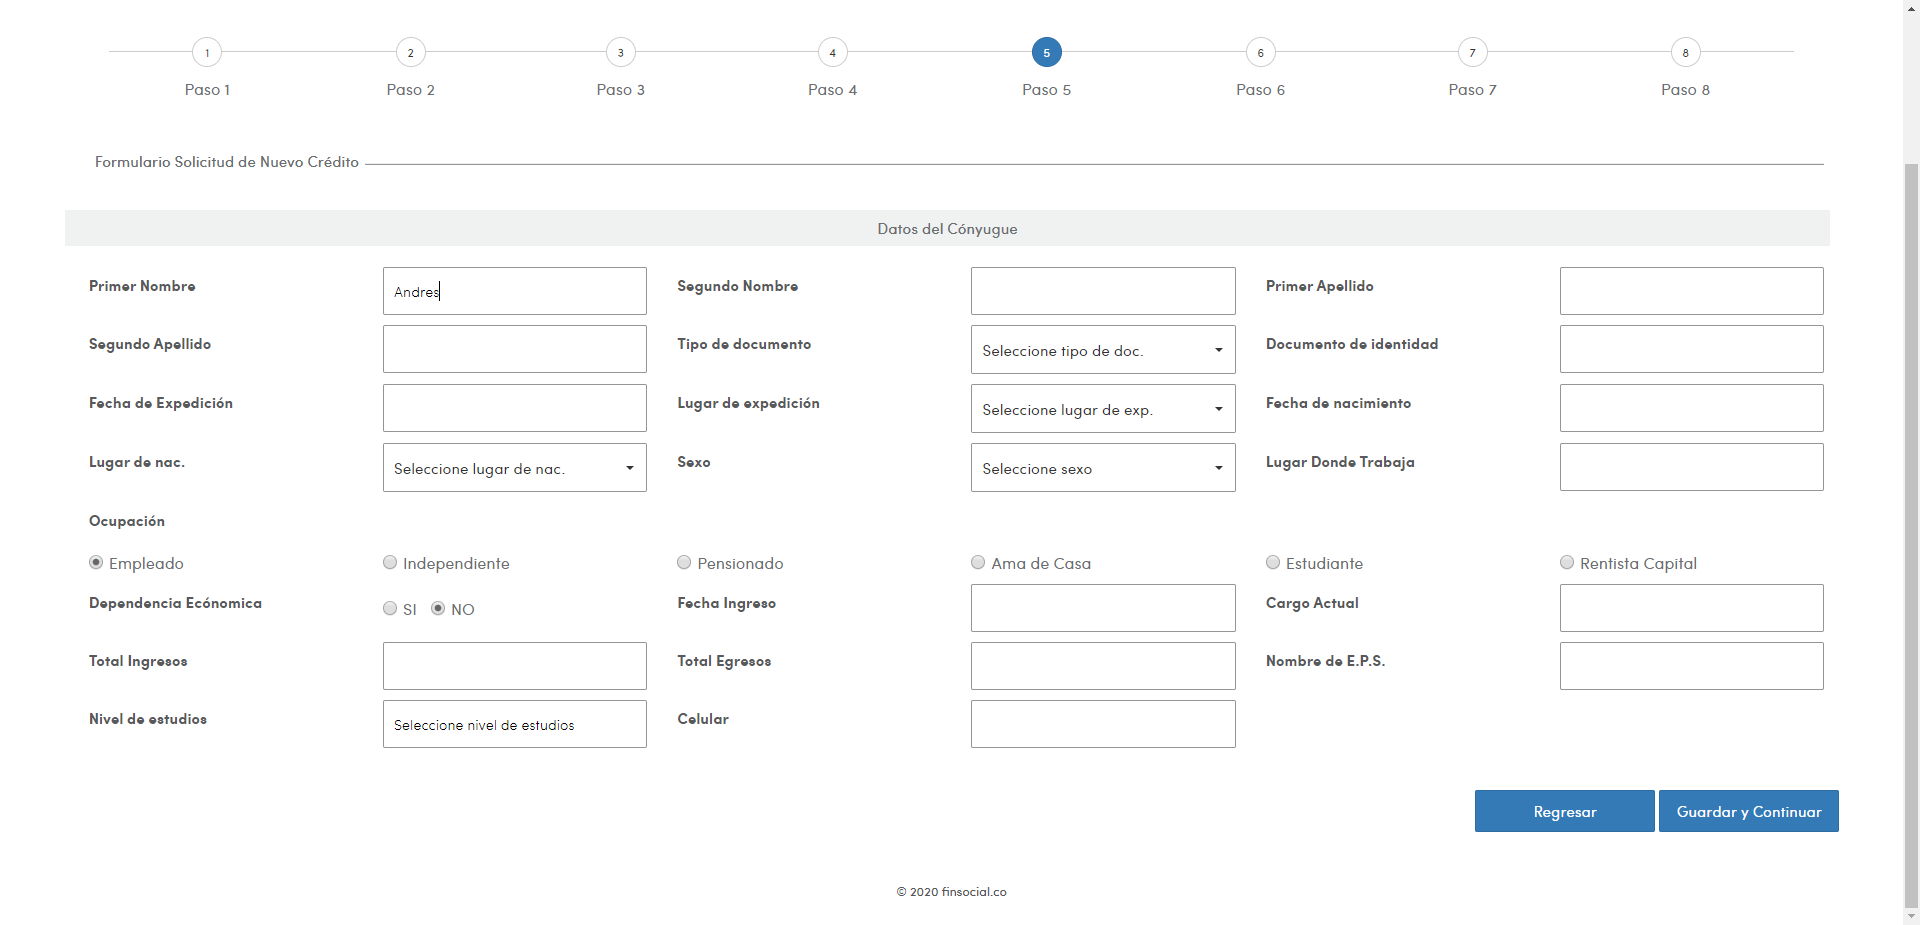 1 2 3 4 5 6 7 8
Paso 1 Paso 2 Paso 3 Paso 4 Paso 5 Paso 6 Paso 7 Paso 8
Formulario Solicitud de Nuevo Crédito
Datos del Cónyugue
Primer Nombre Andres Segundo Nombre Primer Apellido
Segundo Apellido Tipo de documento Seleccione tipo de doc. Documento de identidad
Fecha de Expedición Lugar de expedición Seleccione lugar de exp. Fecha de nacimiento
Lugar de nac. Seleccione lugar de nac. Sexo Seleccione sexo Lugar Donde Trabaja
Ocupación
Empleado Independiente Pensionado Ama de Casa Estudiante Rentista Capital
Dependencia Ecónomica SI NO Fecha Ingreso Cargo Actual
Total Ingresos Total Egresos Nombre de E.P.S.
Nivel de estudios Seleccione nivel de estudios Celular
Regresar Guardar y Continuar
© 2020 finsocial.co